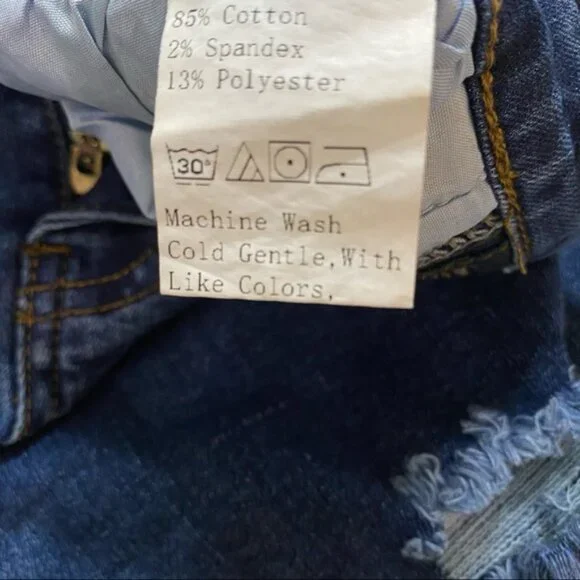 85% Cotton
2% Spandex
13% Polyester
30°
Machine Wash
Cold Gentle, With
Like Colors,